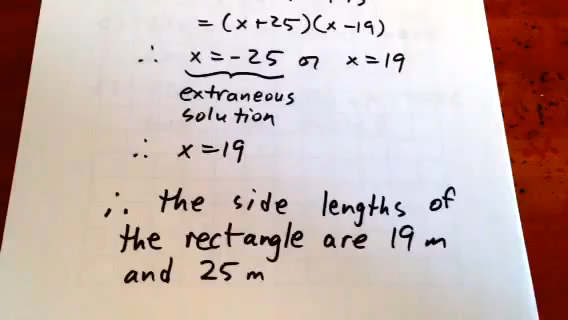 = (x+25)(x-19)
∴ x=-25 or x=19
extraneous
solution
∴ x=19
∴ the side lengths of
the rectangle are 19 m
and 25 m